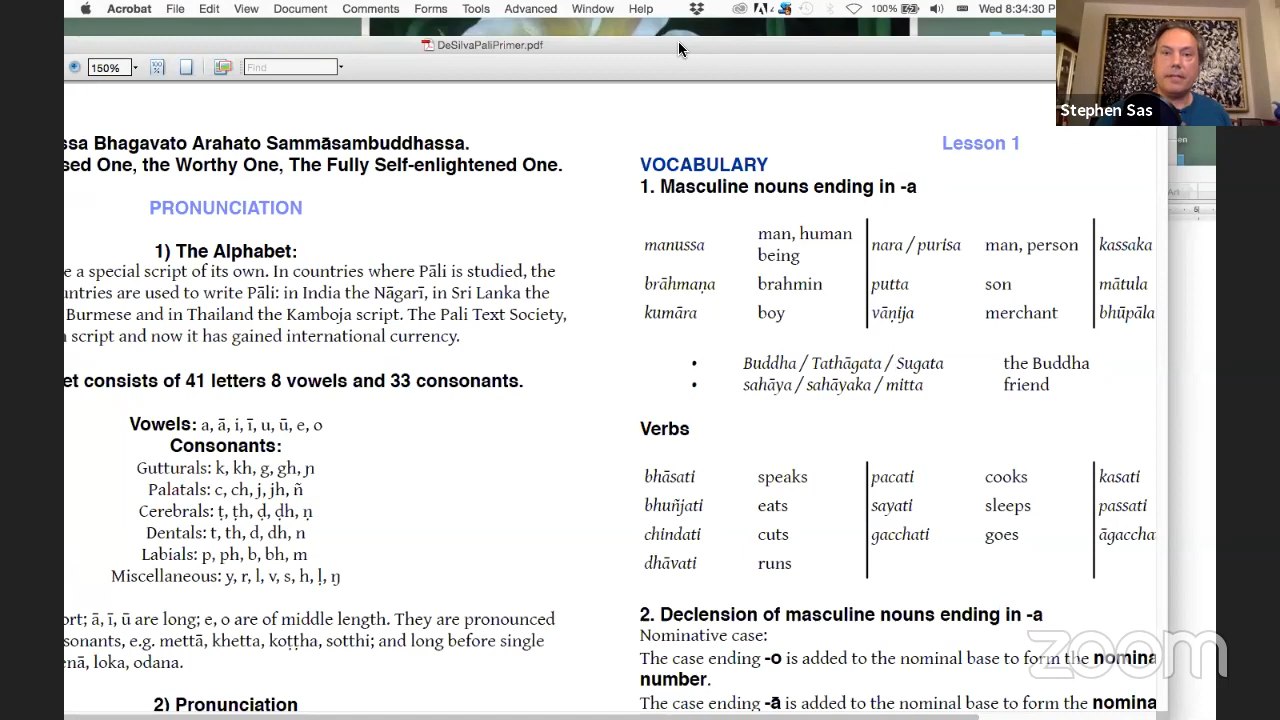 Acrobat File Edit View Document Comments Forms Tools Advanced Window Help 100% Wed 8:34:30 P
DeSilvaPaliPrimer.pdf
150% Find
Stephen Sas
ssa Bhagavato Arahato Sammāsambuddhassa.
sed One, the Worthy One, The Fully Self-enlightened One.
PRONUNCIATION
1) The Alphabet:
e a special script of its own. In countries where Pāli is studied, the
untries are used to write Pāli: in India the Nāgarī, in Sri Lanka the
Burmese and in Thailand the Kamboja script. The Pali Text Society,
n script and now it has gained international currency.
et consists of 41 letters 8 vowels and 33 consonants.
Vowels: a, ā, i, ī, u, ū, e, o
Consonants:
Gutturals: k, kh, g, gh, ɲ
Palatals: c, ch, j, jh, ñ
Cerebrals: ṭ, ṭh, ḍ, ḍh, ṇ
Dentals: t, th, d, dh, n
Labials: p, ph, b, bh, m
Miscellaneous: y, r, l, v, s, h, ḷ, ŋ
ort; ā, ī, ū are long; e, o are of middle length. They are pronounced
sonants, e.g. mettā, khetta, koṭṭha, sotthi; and long before single
enā, loka, odana.
2) Pronunciation
Lesson 1
VOCABULARY
1. Masculine nouns ending in -a
manussa man, human being nara / purisa man, person kassaka
brāhmaṇa brahmin putta son mātula
kumāra boy vāṇija merchant bhūpāla
• Buddha / Tathāgata / Sugata the Buddha
• sahāya / sahāyaka / mitta friend
Verbs
bhāsati speaks pacati cooks kasati
bhuñjati eats sayati sleeps passati
chindati cuts gacchati goes āgaccha
dhāvati runs
2. Declension of masculine nouns ending in -a
Nominative case:
The case ending -o is added to the nominal base to form the nomina
number.
The case ending -ā is added to the nominal base to form the nomina
zoom